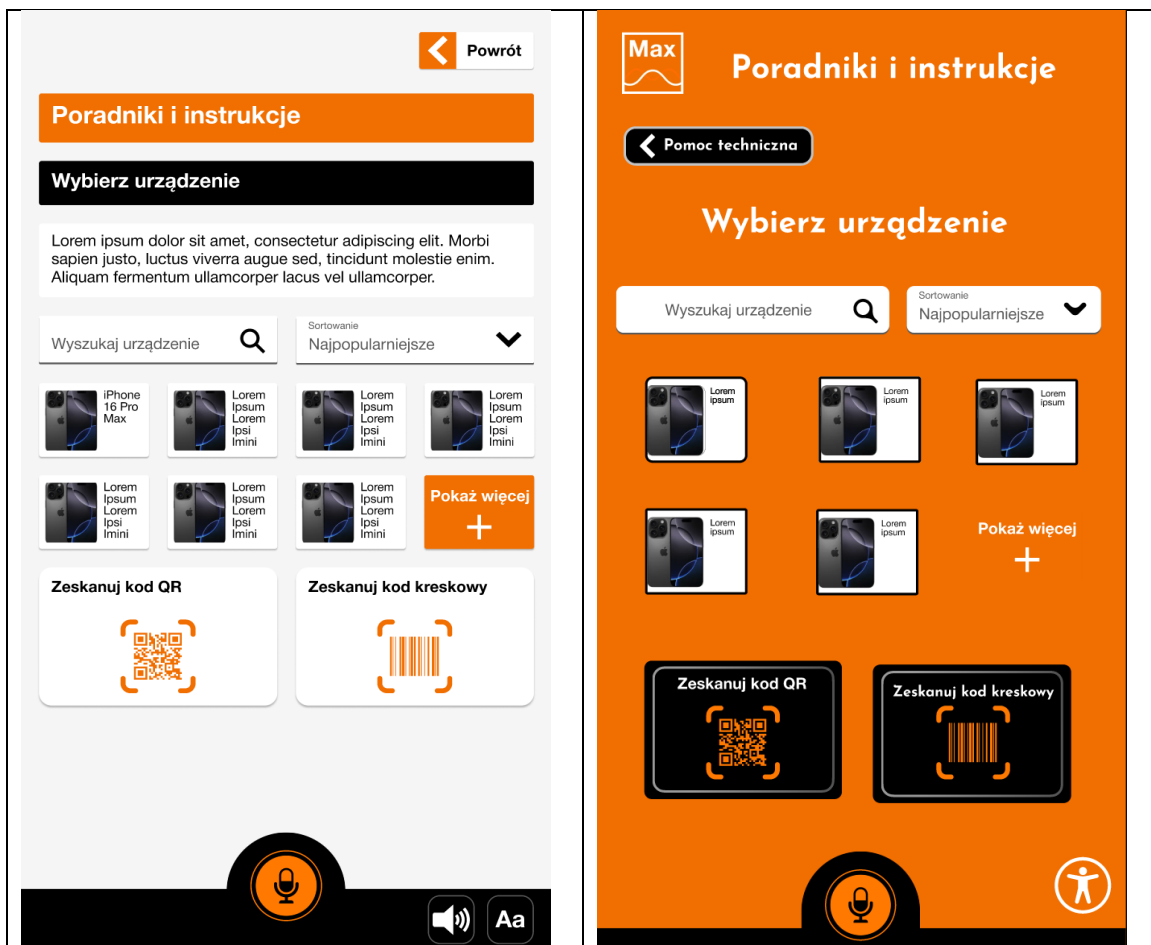 Powrót
Poradniki i instrukcje
Wybierz urządzenie
Lorem ipsum dolor sit amet, consectetur adipiscing elit. Morbi
sapien justo, luctus viverra augue sed, tincidunt molestie enim.
Aliquam fermentum ullamcorper lacus vel ullamcorper.
Wyszukaj urządzenie
Sortowanie
Najpopularniejsze
iPhone
16 Pro
Max
Lorem
Ipsum
Lorem
Ipsi
Imini
Lorem
Ipsum
Lorem
Ipsi
Imini
Lorem
Ipsum
Lorem
Ipsi
Imini
Lorem
Ipsum
Lorem
Ipsi
Imini
Lorem
Ipsum
Lorem
Ipsi
Imini
Lorem
Ipsum
Lorem
Ipsi
Imini
Pokaż więcej
Zeskanuj kod QR
Zeskanuj kod kreskowy
Aa
Max
Poradniki i instrukcje
Pomoc techniczna
Wybierz urządzenie
Wyszukaj urządzenie
Sortowanie
Najpopularniejsze
Lorem
ipsum
Lorem
ipsum
Lorem
ipsum
Lorem
ipsum
Lorem
ipsum
Pokaż więcej
Zeskanuj kod QR
Zeskanuj kod kreskowy